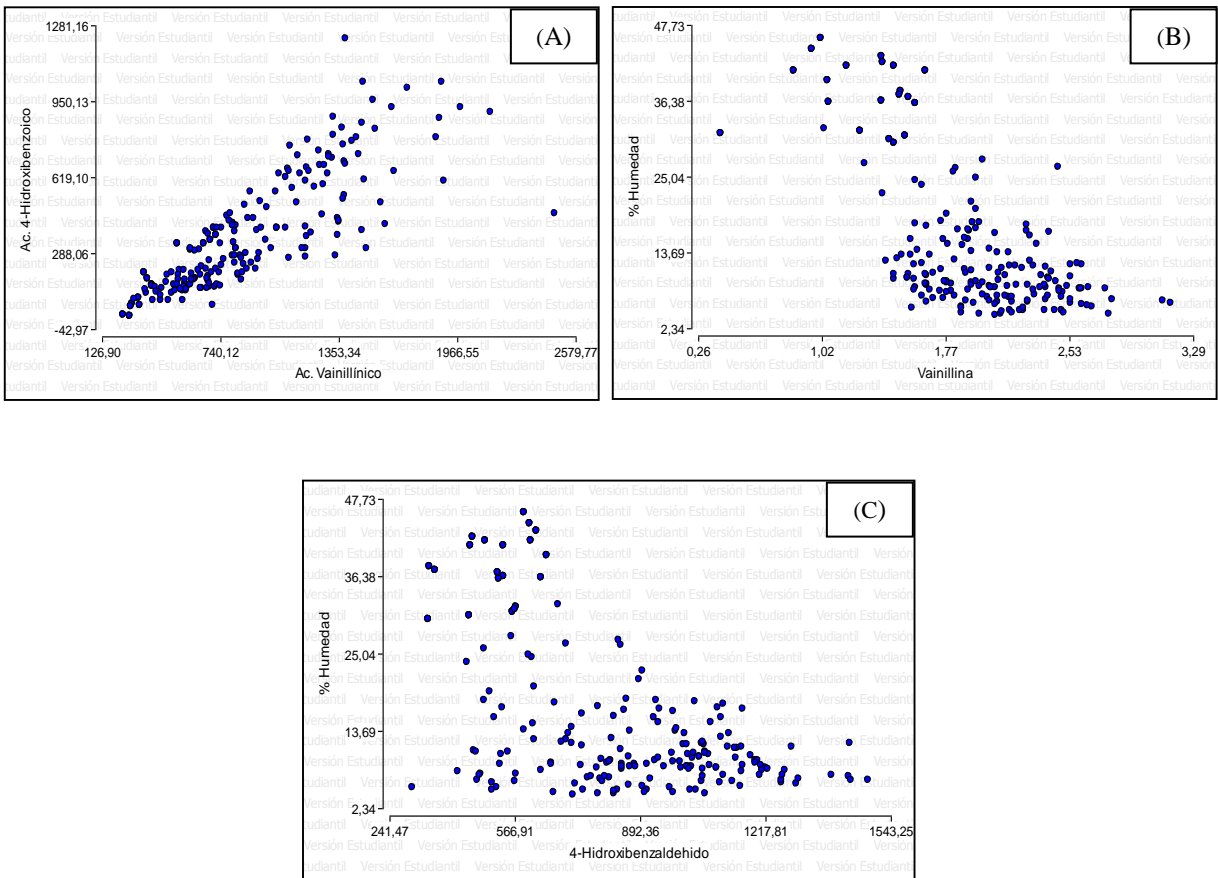 (A)
1281,16
950,13
619,10
288,06
-42,97
Ac. 4-Hidroxibenzoico
126,90 740,12 1353,34 1966,55 2579,77
Ac. Vainillínico
(B)
47,73
36,38
25,04
13,69
2,34
% Humedad
0,26 1,02 1,77 2,53 3,29
Vainillina
(C)
47,73
36,38
25,04
13,69
2,34
% Humedad
241,47 566,91 892,36 1217,81 1543,25
4-Hidroxibenzaldehido
Versión Estudiantil